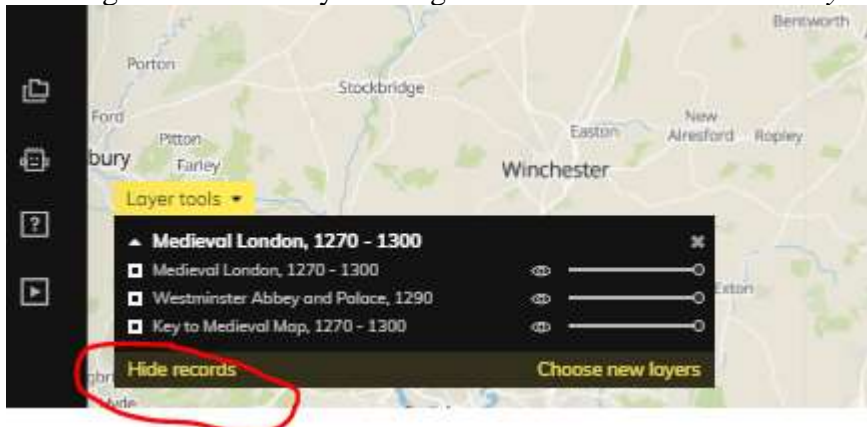 Bentworth
Porton
Stockbridge
Ford
New
Pitton
Easton
Alresford
Ropley
bury
Farley
Winchester
Layer tools
Medieval London, 1270 - 1300
Medieval London, 1270 - 1300
Westminster Abbey and Palace, 1290
Exton
Key to Medieval Map, 1270 - 1300
Hide records
Choose new layers